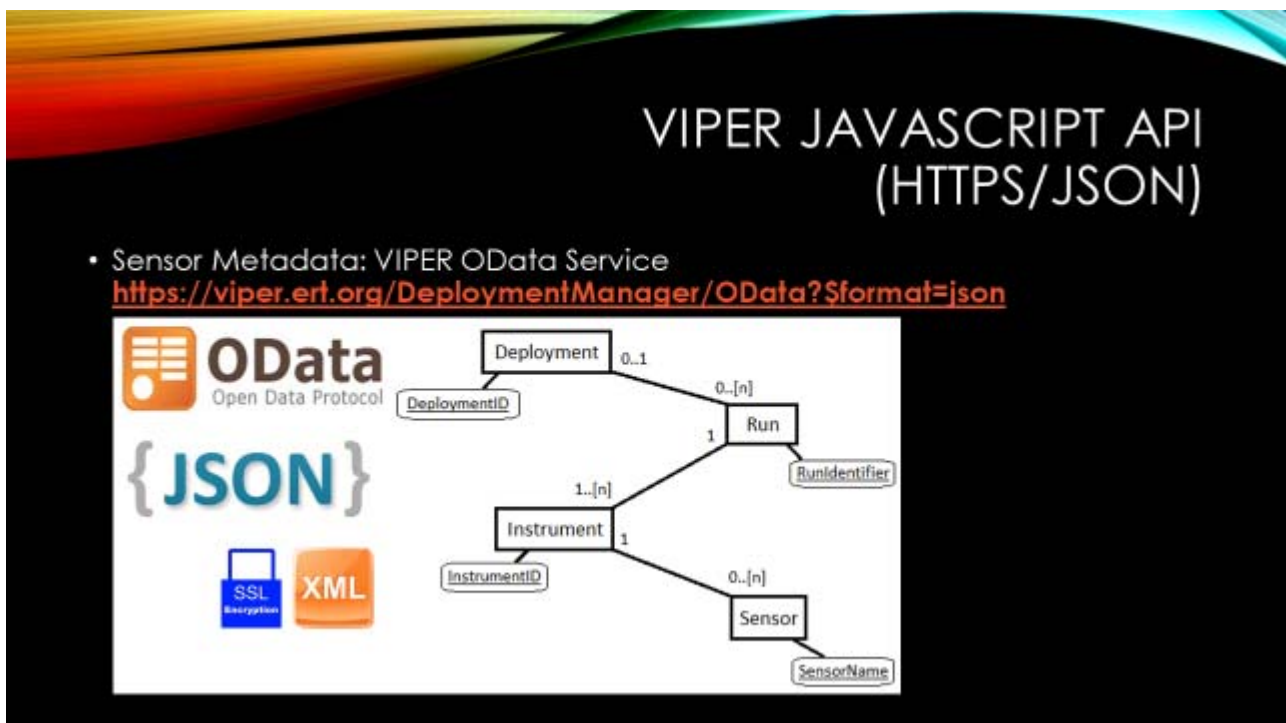 VIPER JAVASCRIPT API
(HTTPS/JSON)
• Sensor Metadata: VIPER OData Service
https://viper.ert.org/DeploymentManager/OData?$format=json
OData
Open Data Protocol
{JSON}
SSL
Encryption
XML
Deployment
0..1
DeploymentID
0..[n]
Run
1
RunIdentifier
1..[n]
Instrument
1
InstrumentID
0..[n]
Sensor
SensorName